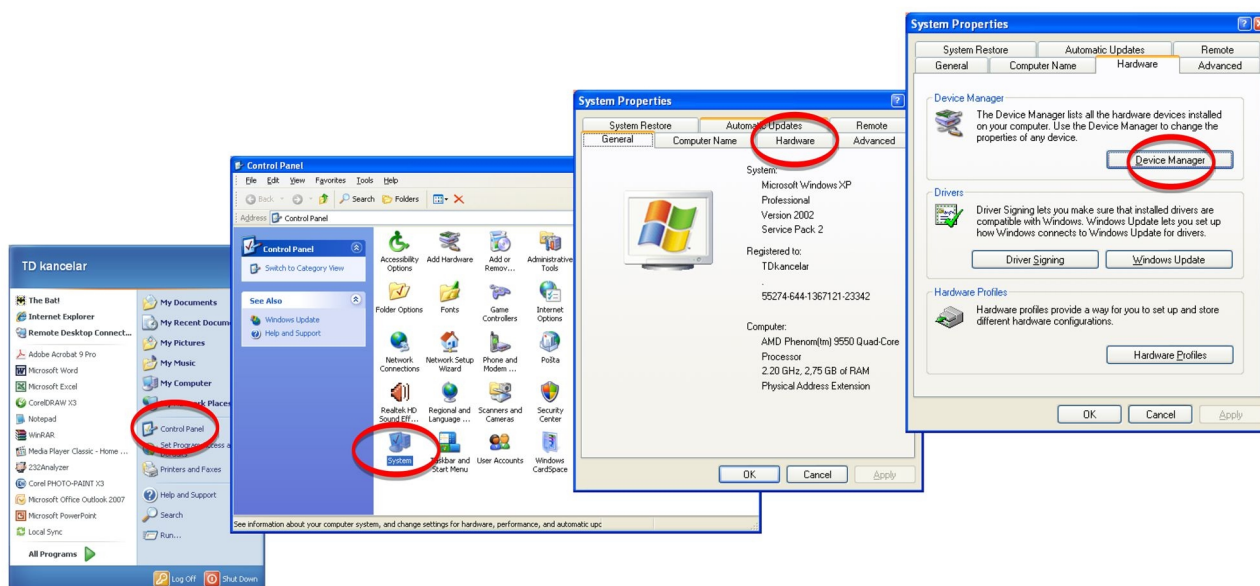 TD kancelar
The Bat!
Internet Explorer
Remote Desktop Connect...
Adobe Acrobat 9 Pro
Microsoft Word
Microsoft Excel
CorelDRAW X3
Notepad
WinRAR
Media Player Classic - Home ...
232Analyzer
Corel PHOTO-PAINT X3
Microsoft Office Outlook 2007
Microsoft PowerPoint
Local Sync
All Programs
My Documents
My Recent Docum
My Pictures
My Music
My Computer
My Network Places
Control Panel
Set Program Access a
Printers and Faxes
Help and Support
Search
Run...
Log Off
Shut Down
Control Panel
File Edit View Favorites Tools Help
Back Search Folders
Address Control Panel
Control Panel
Switch to Category View
See Also
Windows Update
Help and Support
Accessibility Options
Add Hardware
Add or Remov...
Administrative Tools
Folder Options
Fonts
Game Controllers
Internet Options
Network Connections
Network Setup Wizard
Phone and Modem ...
Pošta
Realtek HD Sound Eff...
Regional and Language ...
Scanners and Cameras
Security Center
System
Taskbar and Start Menu
User Accounts
Windows CardSpace
See information about your computer system, and change settings for hardware, performance, and automatic upc
System Properties
System Restore Automatic Updates Remote
General Computer Name Hardware Advanced
System:
Microsoft Windows XP
Professional
Version 2002
Service Pack 2
Registered to:
TDkancelar
.
55274-644-1367121-23342
Computer:
AMD Phenom(tm) 9550 Quad-Core
Processor
2.20 GHz, 2,75 GB of RAM
Physical Address Extension
OK Cancel Apply
System Properties
System Restore Automatic Updates Remote
General Computer Name Hardware Advanced
Device Manager
The Device Manager lists all the hardware devices installed
on your computer. Use the Device Manager to change the
properties of any device.
Device Manager
Drivers
Driver Signing lets you make sure that installed drivers are
compatible with Windows. Windows Update lets you set up
how Windows connects to Windows Update for drivers.
Driver Signing Windows Update
Hardware Profiles
Hardware profiles provide a way for you to set up and store
different hardware configurations.
Hardware Profiles
OK Cancel Apply